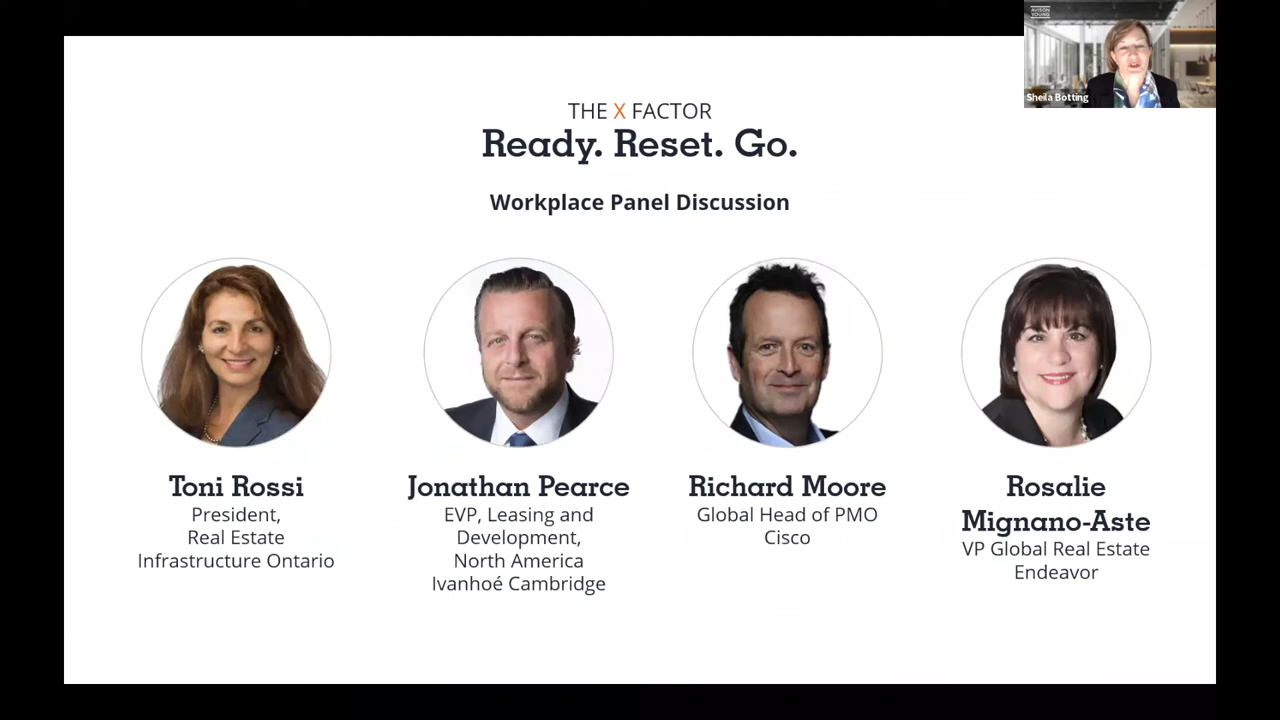 AVISON
YOUNG
Sheila Botting
THE X FACTOR
Ready. Reset. Go.
Workplace Panel Discussion
Toni Rossi
President,
Real Estate
Infrastructure Ontario
Jonathan Pearce
EVP, Leasing and
Development,
North America
Ivanhoé Cambridge
Richard Moore
Global Head of PMO
Cisco
Rosalie
Mignano-Aste
VP Global Real Estate
Endeavor